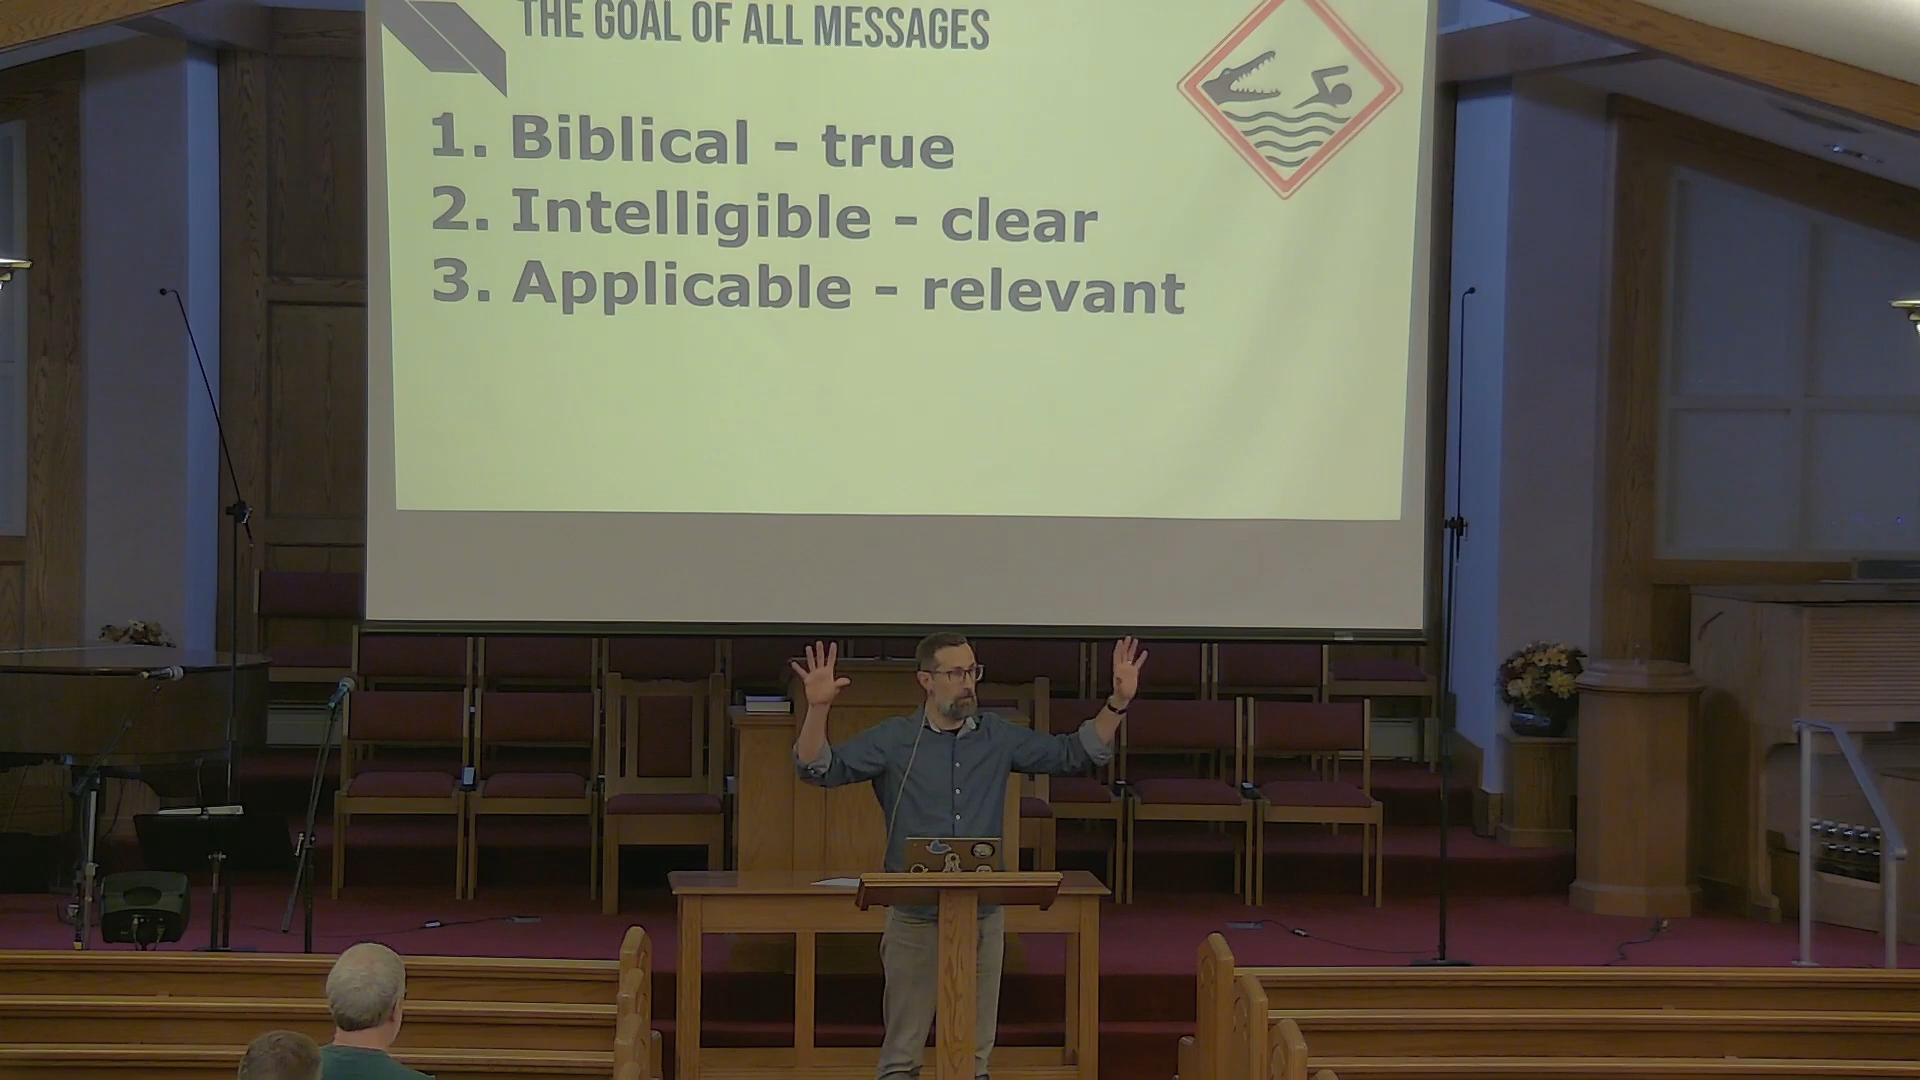 THE GOAL OF ALL MESSAGES
1. Biblical - true
2. Intelligible - clear
3. Applicable - relevant